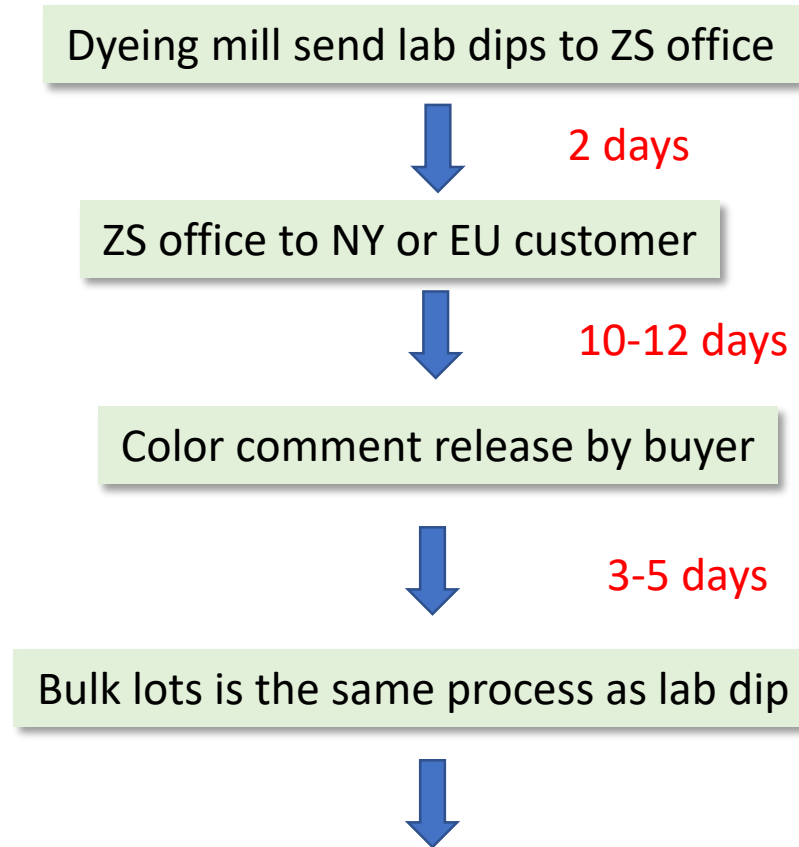 Dyeing mill send lab dips to ZS office
2 days
ZS office to NY or EU customer
10-12 days
Color comment release by buyer
3-5 days
Bulk lots is the same process as lab dip